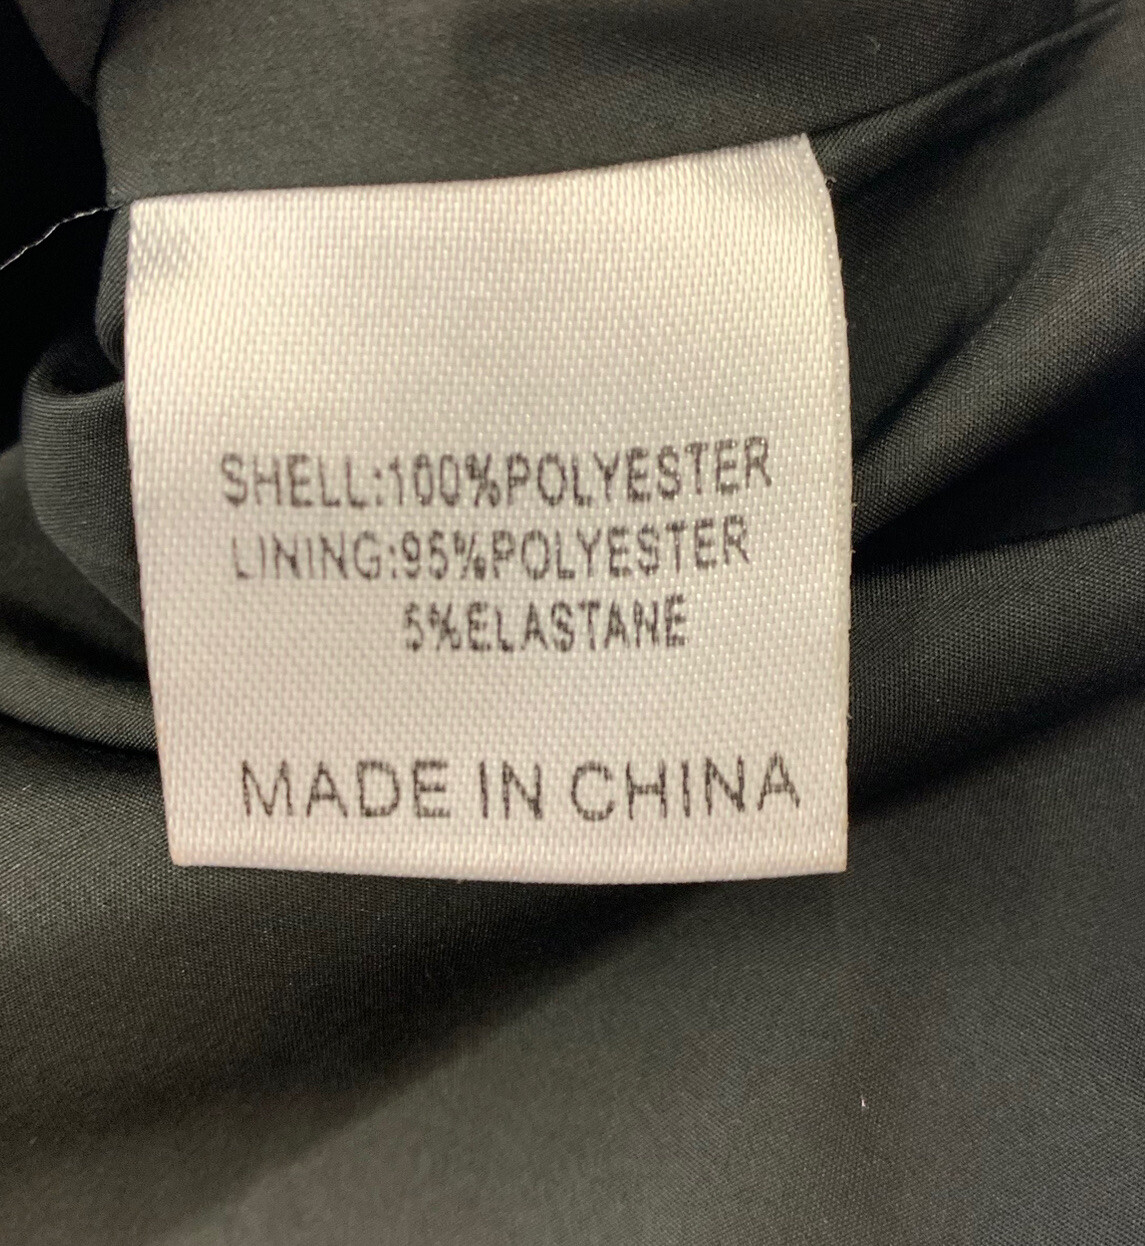 SHELL:100%POLYESTER
LINING:95%POLYESTER
5%ELASTANE
MADE IN CHINA